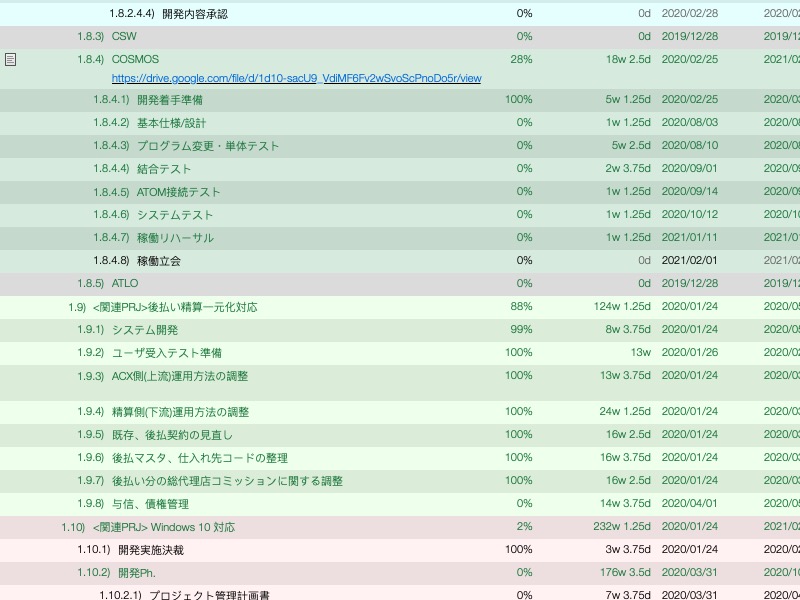 1.8.2.4.4) 開発内容承認 0% 0d 2020/02/28 2020/0
1.8.3) CSW 0% 0d 2019/12/28 2019/12
1.8.4) COSMOS 28% 18w 2.5d 2020/02/25 2021/0
https://drive.google.com/file/d/1d10-sacU9_VdiMF6Fv2wSvoScPnoDo5r/view
1.8.4.1) 開発着手準備 100% 5w 1.25d 2020/02/25 2020/0
1.8.4.2) 基本仕様/設計 0% 1w 1.25d 2020/08/03 2020/0
1.8.4.3) プログラム変更・単体テスト 0% 5w 2.5d 2020/08/10 2020/0
1.8.4.4) 結合テスト 0% 2w 3.75d 2020/09/01 2020/0
1.8.4.5) ATOM接続テスト 0% 1w 1.25d 2020/09/14 2020/0
1.8.4.6) システムテスト 0% 1w 1.25d 2020/10/12 2020/1
1.8.4.7) 稼働リハーサル 0% 1w 1.25d 2021/01/11 2021/0
1.8.4.8) 稼働立会 0% 0d 2021/02/01 2021/0
1.8.5) ATLO 0% 0d 2019/12/28 2019/12
1.9) <関連PRJ>後払い精算一元化対応 88% 124w 1.25d 2020/01/24 2020/0
1.9.1) システム開発 99% 8w 3.75d 2020/01/24 2020/0
1.9.2) ユーザ受入テスト準備 100% 13w 2020/01/26 2020/0
1.9.3) ACX側(上流)運用方法の調整 100% 13w 3.75d 2020/01/24 2020/0
1.9.4) 精算側(下流)運用方法の調整 100% 24w 1.25d 2020/01/24 2020/0
1.9.5) 既存、後払契約の見直し 100% 16w 2.5d 2020/01/24 2020/0
1.9.6) 後払マスタ、仕入れ先コードの整理 100% 16w 3.75d 2020/01/24 2020/0
1.9.7) 後払い分の総代理店コミッションに関する調整 100% 16w 2.5d 2020/01/24 2020/0
1.9.8) 与信、債権管理 0% 14w 3.75d 2020/04/01 2020/0
1.10) <関連PRJ> Windows 10 対応 2% 232w 1.25d 2020/01/24 2021/0
1.10.1) 開発実施決裁 100% 3w 3.75d 2020/01/24 2020/0
1.10.2) 開発Ph. 0% 176w 3.5d 2020/03/31 2020/1
1.10.2.1) プロジェクト管理計画書 0% 7w 3.75d 2020/03/31 2020/0